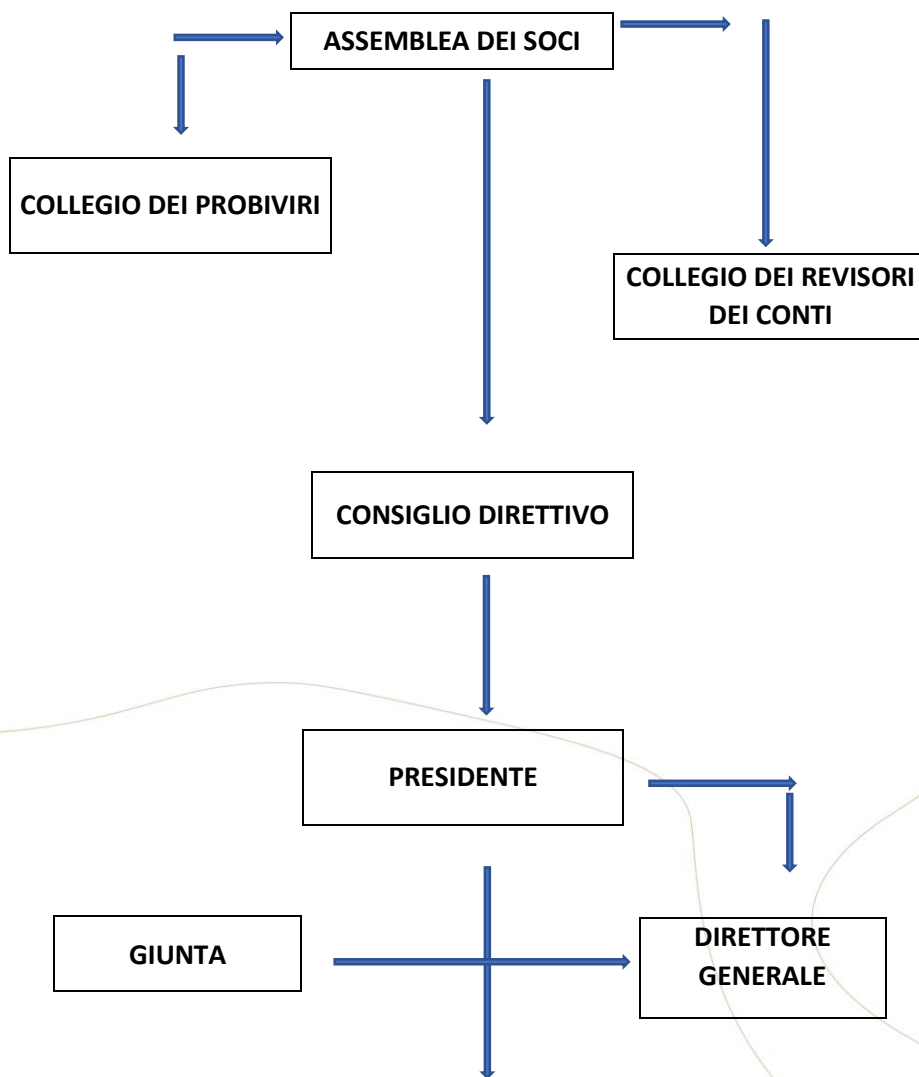 ASSEMBLEA DEI SOCI
COLLEGIO DEI PROBIVIRI
COLLEGIO DEI REVISORI
DEI CONTI
CONSIGLIO DIRETTIVO
PRESIDENTE
GIUNTA
DIRETTORE
GENERALE